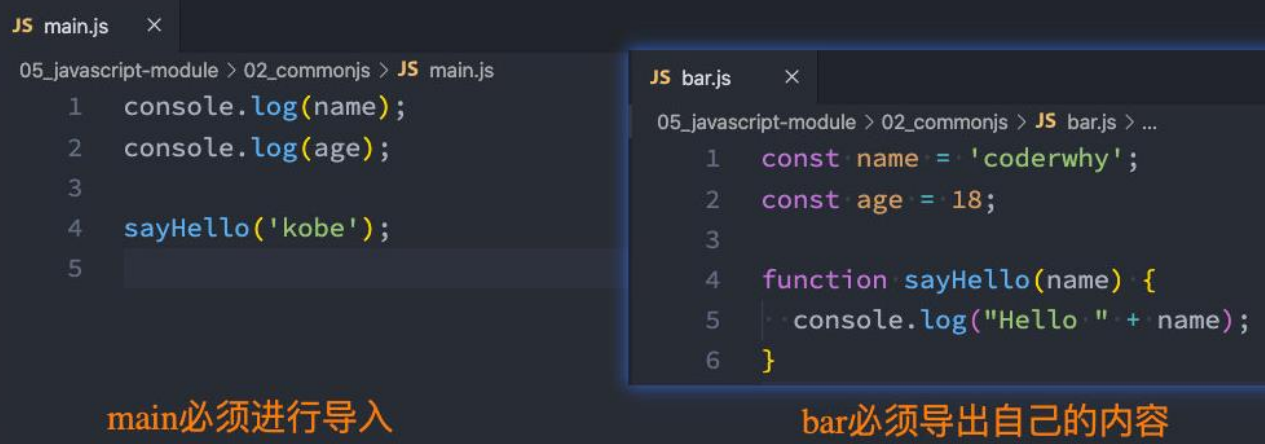 JS main.js ×
05_javascript-module > 02_commonjs > JS main.js
1 console.log(name);
2 console.log(age);
3
4 sayHello('kobe');
5
main必须进行导入
JS bar.js ×
05_javascript-module > 02_commonjs > JS bar.js > ...
1 const name = 'coderwhy';
2 const age = 18;
3
4 function sayHello(name) {
5 console.log("Hello " + name);
6 }
bar必须导出自己的内容